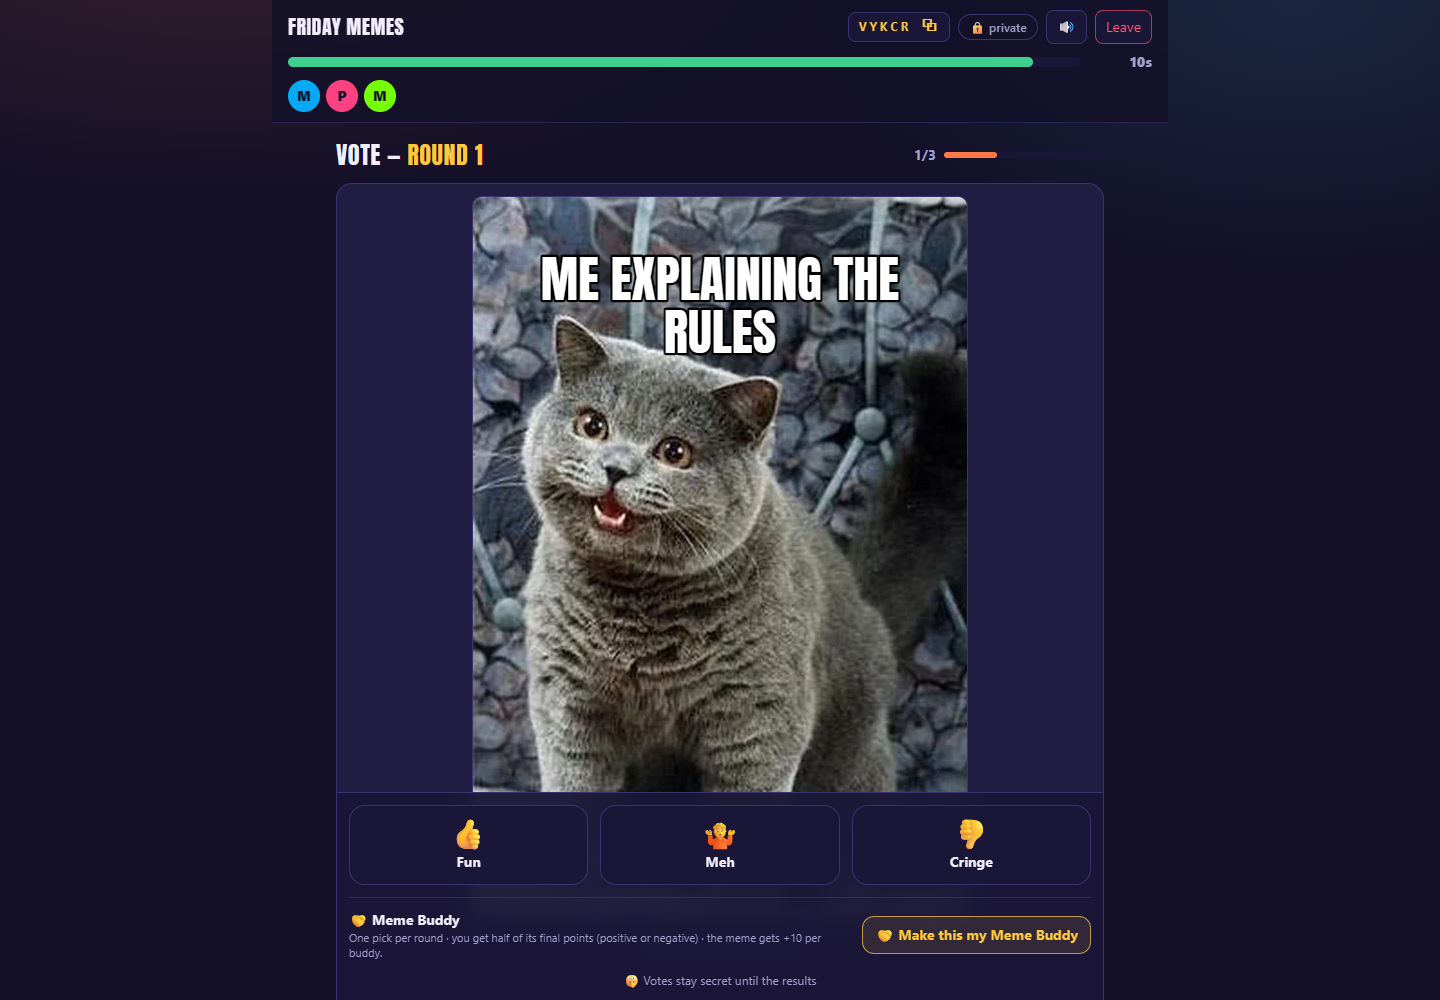 FRIDAY MEMES
VYKCR
private
Leave
10s
M P M
VOTE – ROUND 1
1/3
ME EXPLAINING THE
RULES
Fun
Meh
Cringe
Meme Buddy
One pick per round · you get half of its final points (positive or negative) · the meme gets +10 per
buddy.
Make this my Meme Buddy
Votes stay secret until the results